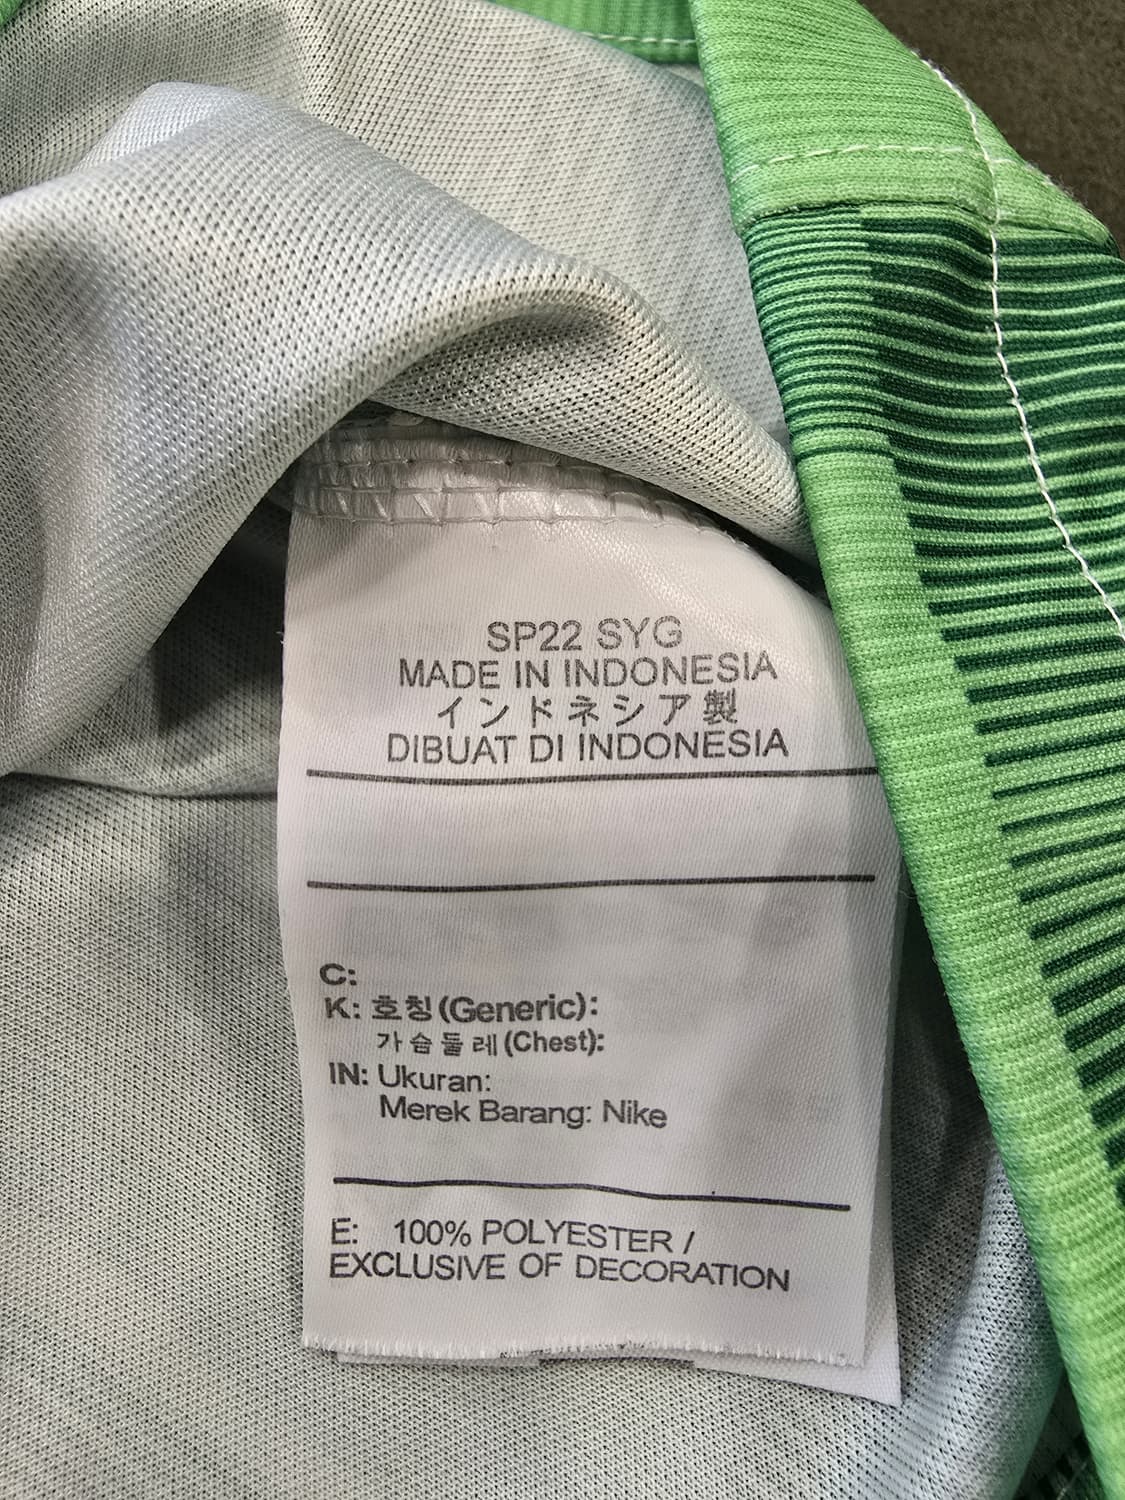 SP22 SYG
MADE IN INDONESIA
インドネシア製
DIBUAT DI INDONESIA
C:
K: 호칭 (Generic):
가슴둘레 (Chest):
IN: Ukuran:
Merek Barang: Nike
E: 100% POLYESTER /
EXCLUSIVE OF DECORATION